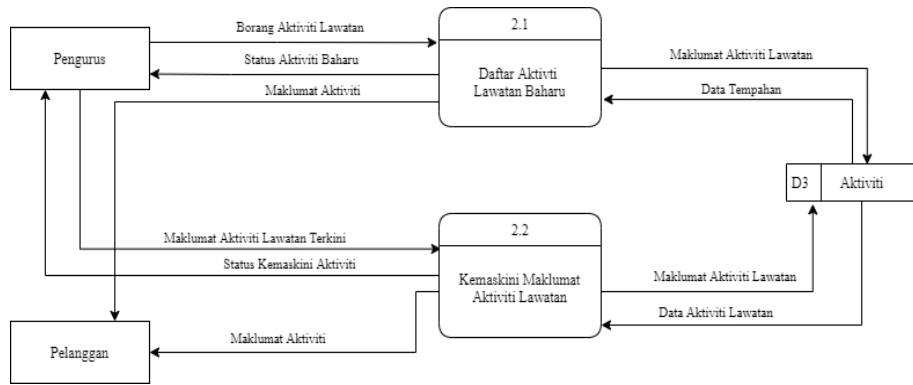 Borang Aktiviti Lawatan
2.1
Pengurus
Status Aktiviti Baharu
Maklumat Aktiviti Lawatan
Daftar Aktivti
Lawatan Baharu
Maklumat Aktiviti
Data Tempahan
D3
Aktiviti
2.2
Maklumat Aktiviti Lawatan Terkini
Status Kemaskini Aktiviti
Kemaskini Maklumat
Aktiviti Lawatan
Maklumat Aktiviti Lawatan
Data Aktiviti Lawatan
Maklumat Aktiviti
Pelanggan